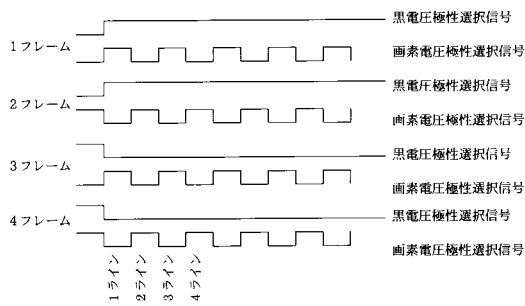 黒電圧極性選択信号
1フレーム
画素電圧極性選択信号
黒電圧極性選択信号
2フレーム
画素電圧極性選択信号
黒電圧極性選択信号
3フレーム
画素電圧極性選択信号
黒電圧極性選択信号
4フレーム
画素電圧極性選択信号
1ライン
2ライン
3ライン
4ライン